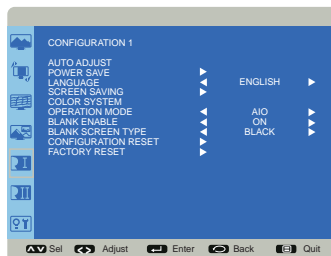 CONFIGURATION 1
AUTO ADJUST
POWER SAVE
LANGUAGE ENGLISH
SCREEN SAVING
COLOR SYSTEM
OPERATION MODE AIO
BLANK ENABLE ON
BLANK SCREEN TYPE BLACK
CONFIGURATION RESET
FACTORY RESET
Sel Adjust Enter Back Quit